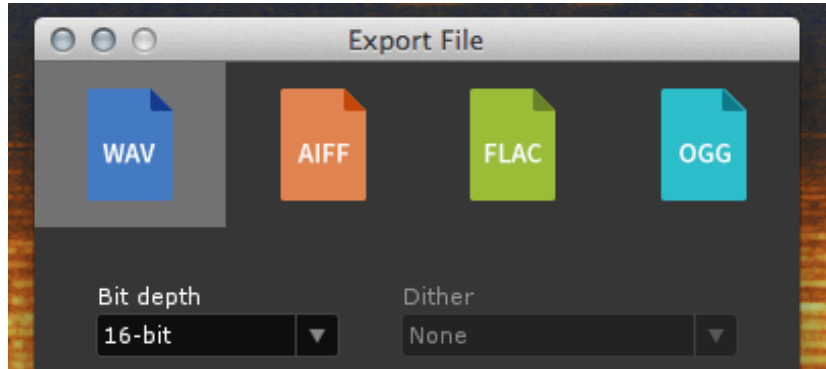 Export File
WAV AIFF FLAC OGG
Bit depth Dither
16-bit None